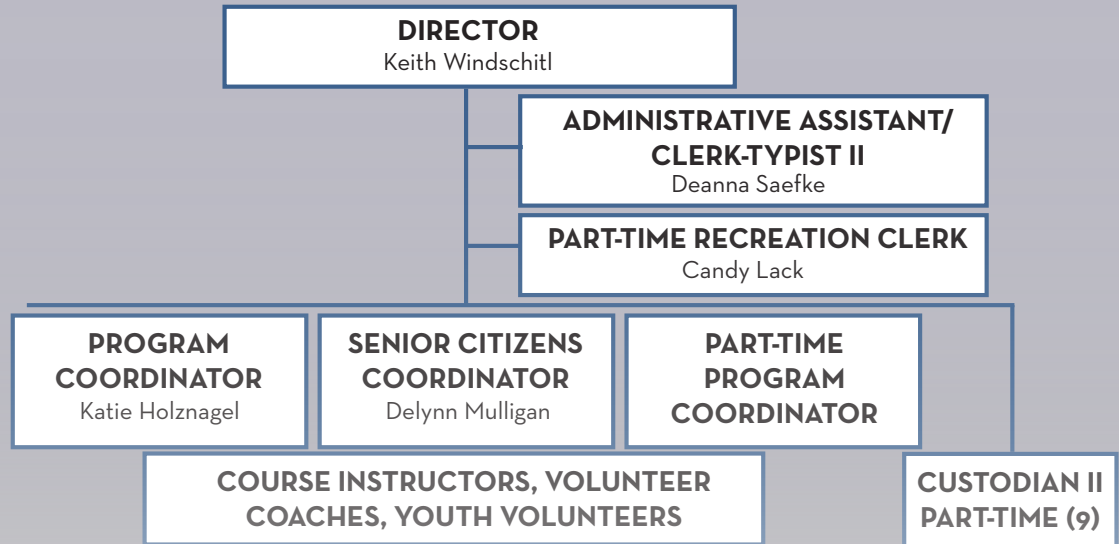 DIRECTOR
Keith Windschitl
ADMINISTRATIVE ASSISTANT/
CLERK-TYPIST II
Deanna Saefke
PART-TIME RECREATION CLERK
Candy Lack
PROGRAM
COORDINATOR
Katie Holznagel
SENIOR CITIZENS
COORDINATOR
Delynn Mulligan
PART-TIME
PROGRAM
COORDINATOR
COURSE INSTRUCTORS, VOLUNTEER
COACHES, YOUTH VOLUNTEERS
CUSTODIAN II
PART-TIME (9)